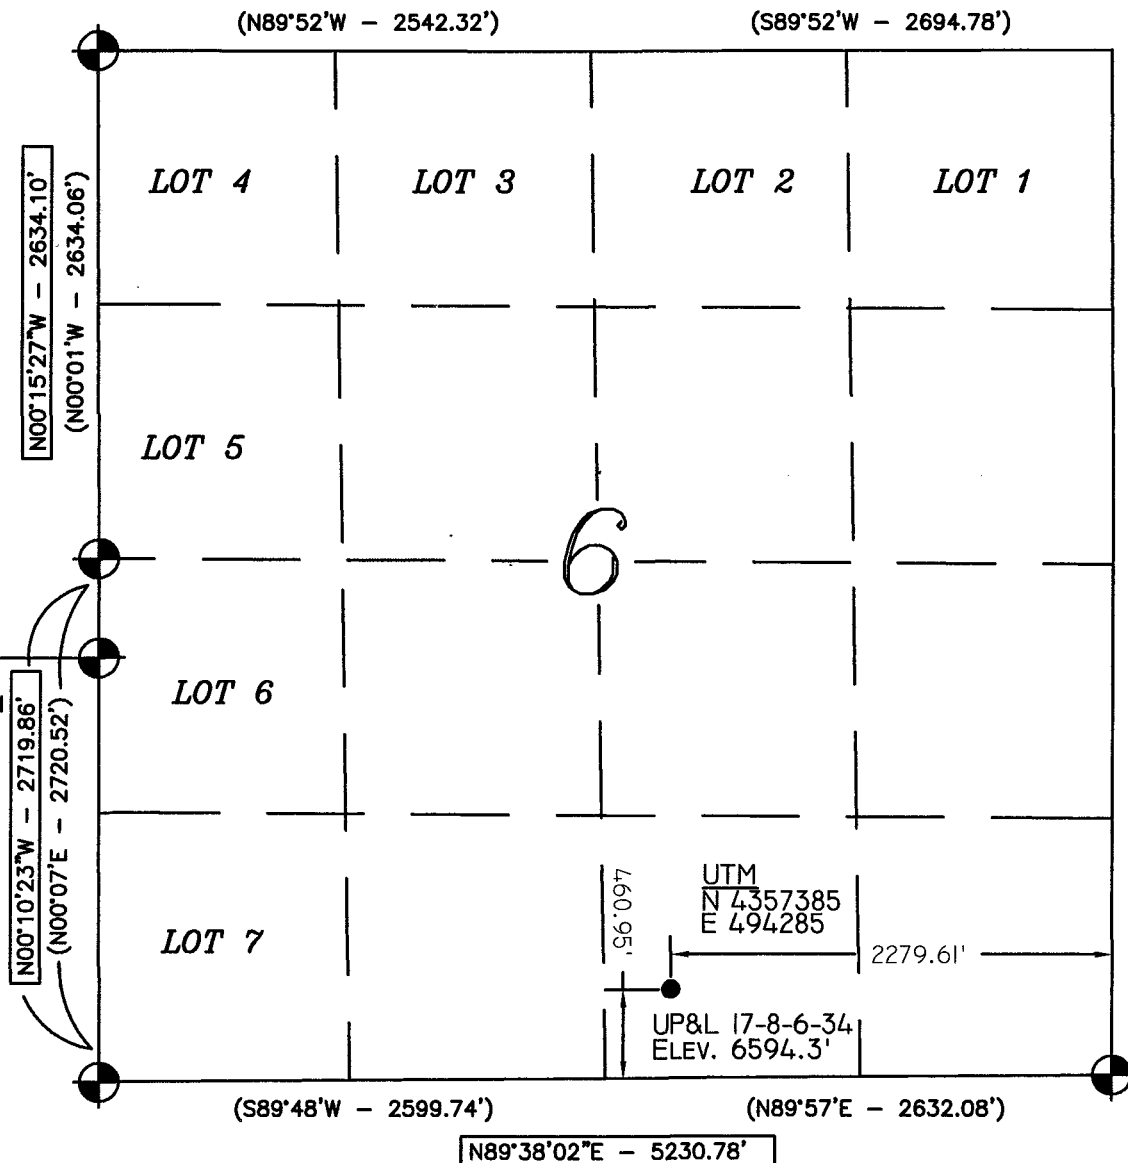 (N89°52'W - 2542.32')
(S89°52'W - 2694.78')
LOT 4
LOT 3
LOT 2
LOT 1
N00°15'27"W - 2634.10'
(N00°01'W - 2634.06')
LOT 5
6
LOT 6
N00°10'23"W - 2719.86'
(N00°07'E - 2720.52')
LOT 7
460.95'
UTM
N 4357385
E 494285
2279.61'
UP&L 17-8-6-34
ELEV. 6594.3'
(S89°48'W - 2599.74')
(N89°57'E - 2632.08')
N89°38'02"E - 5230.78'